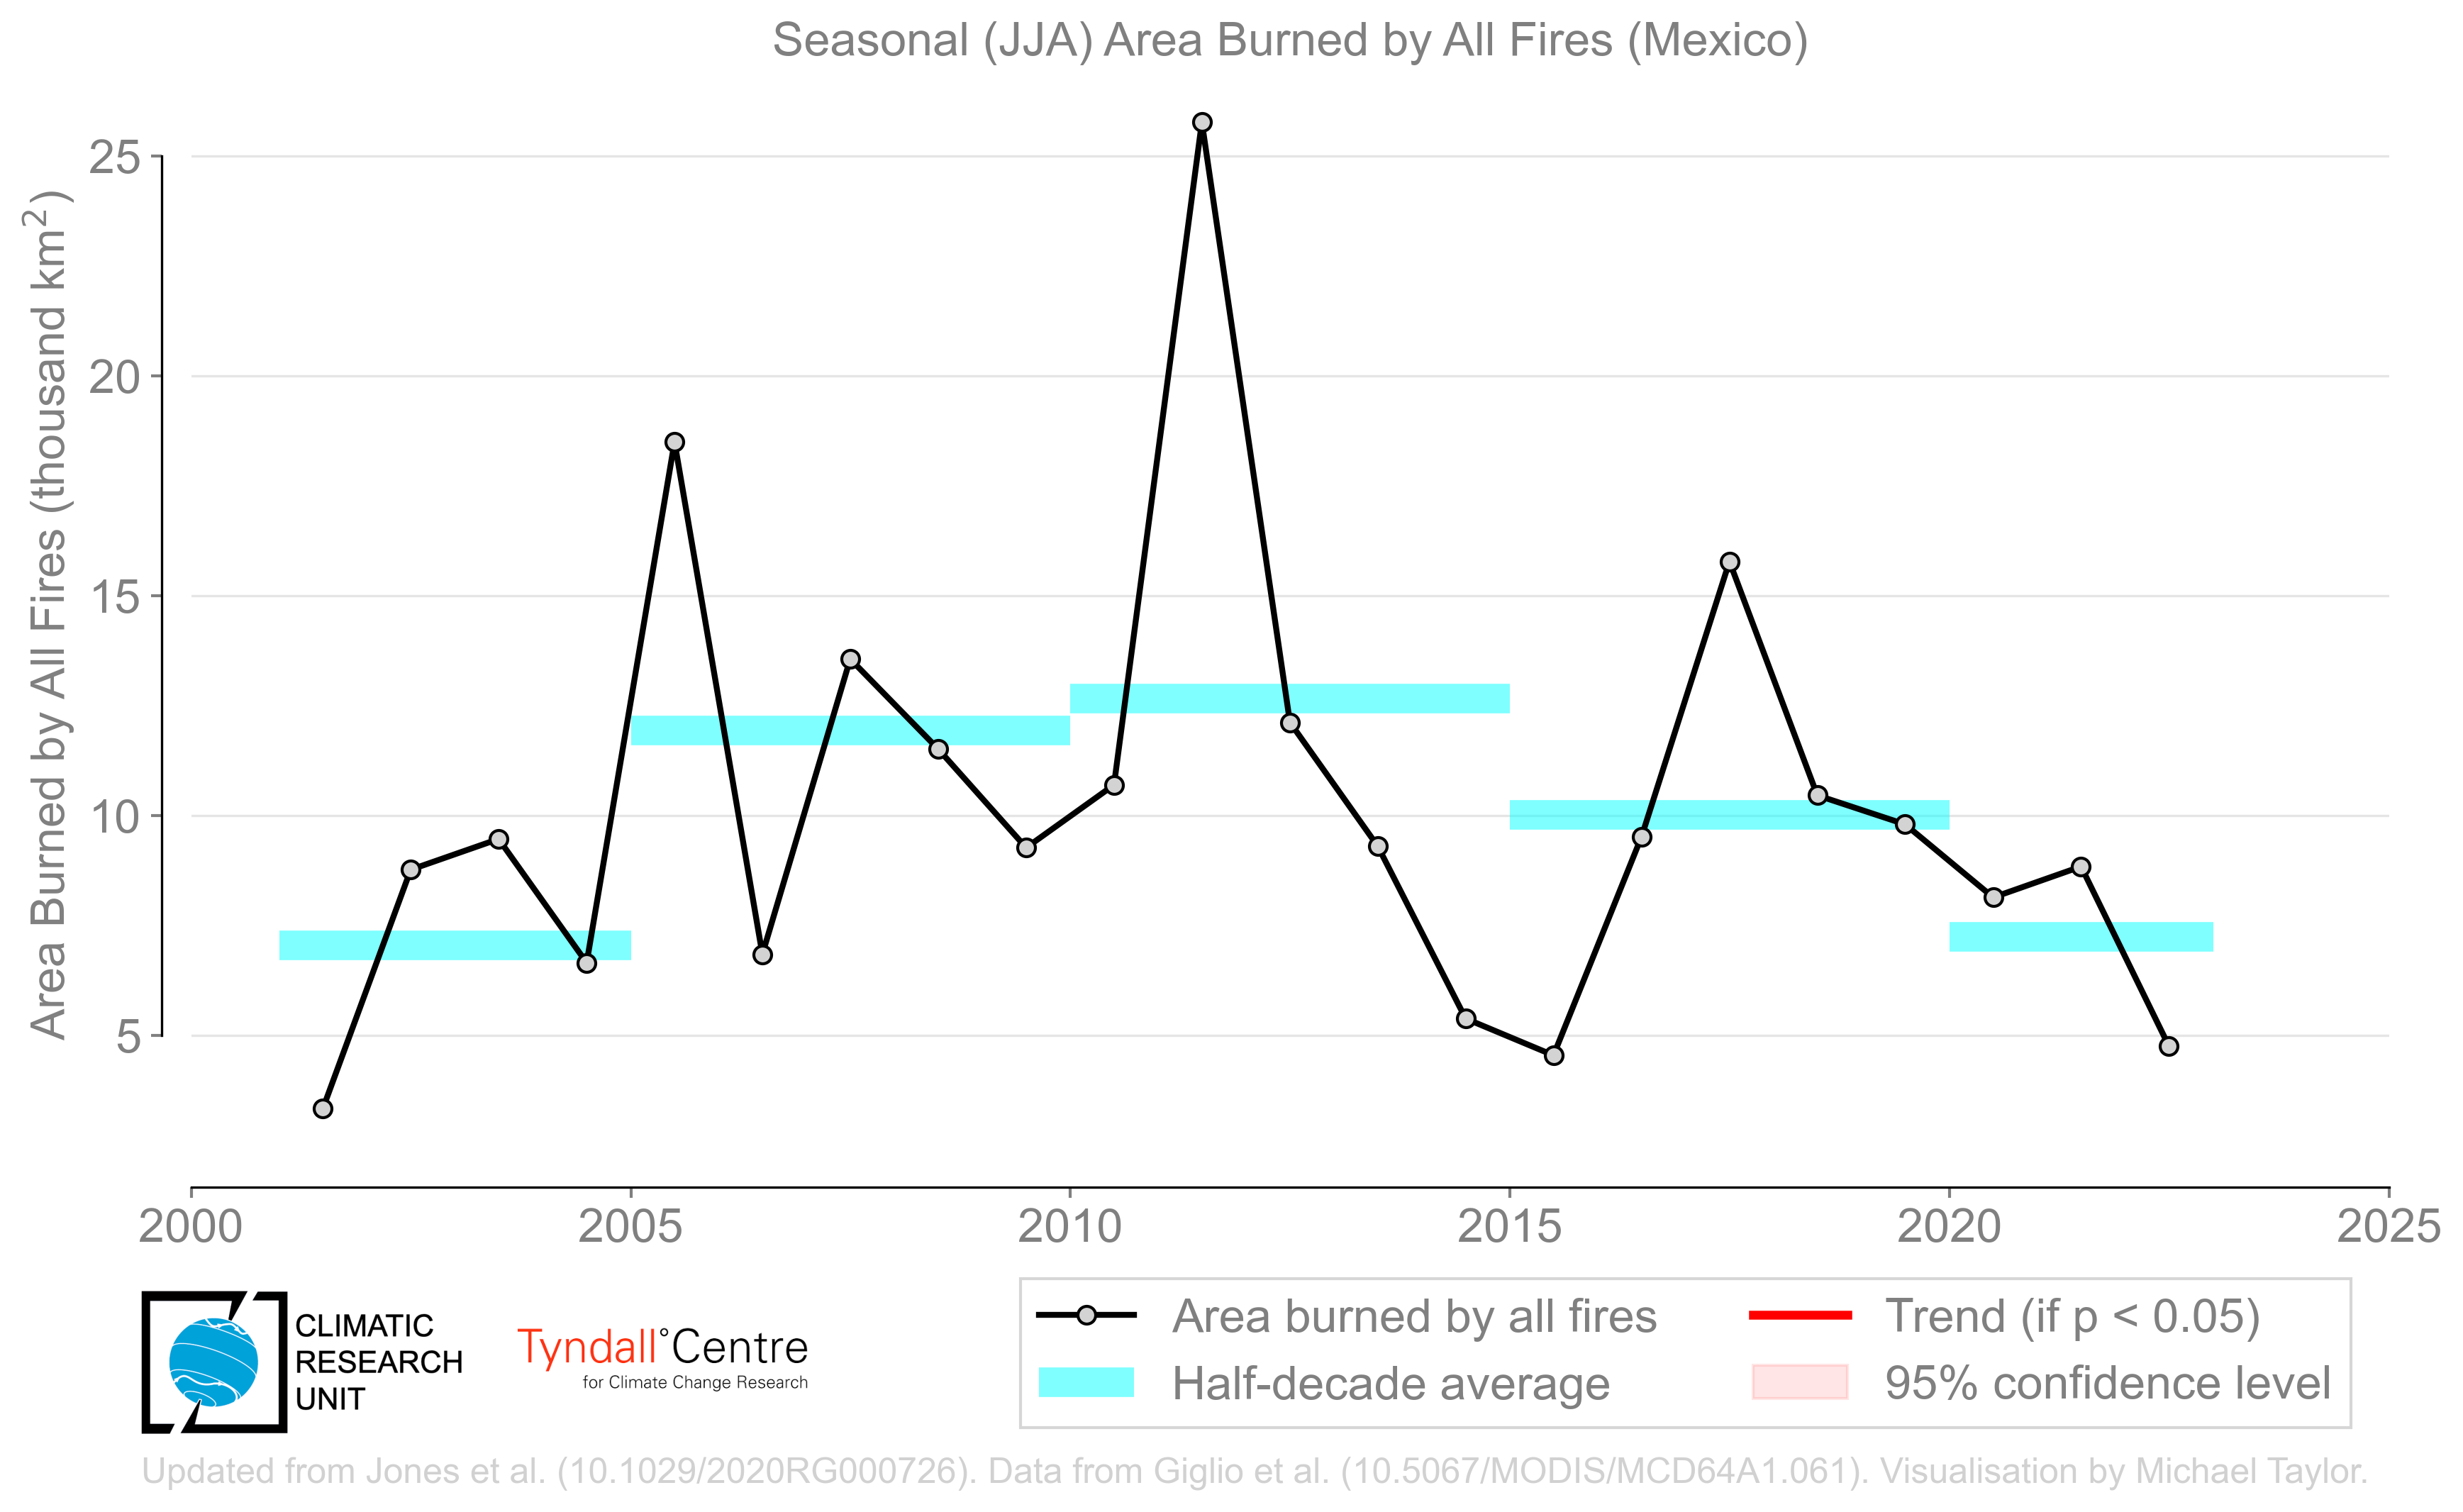 Seasonal (JJA) Area Burned by All Fires (Mexico)
Area Burned by All Fires (thousand km²)
25
20
15
10
5
2000 2005 2010 2015 2020 2025
CLIMATIC
RESEARCH
UNIT
Tyndall°Centre
for Climate Change Research
Area burned by all fires
Half-decade average
Trend (if p < 0.05)
95% confidence level
Updated from Jones et al. (10.1029/2020RG000726). Data from Giglio et al. (10.5067/MODIS/MCD64A1.061). Visualisation by Michael Taylor.